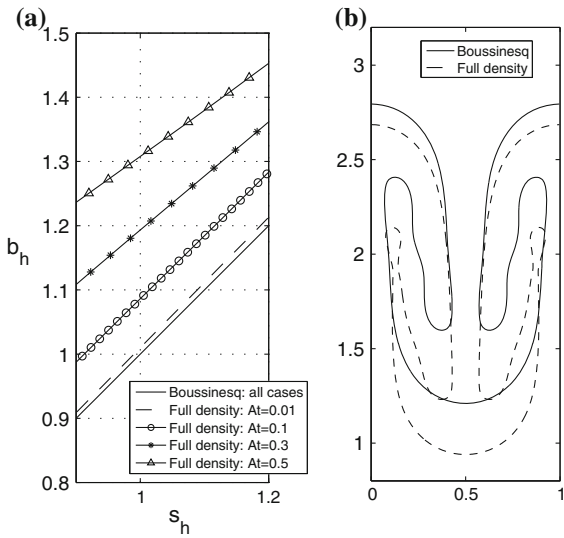 (a)
1.5
1.4
1.3
1.2
1.1
1
0.9
0.8
b_h
1
1.2
s_h
Boussinesq: all cases
Full density: At=0.01
Full density: At=0.1
Full density: At=0.3
Full density: At=0.5
(b)
Boussinesq
Full density
3
2.5
2
1.5
1
0
0.5
1